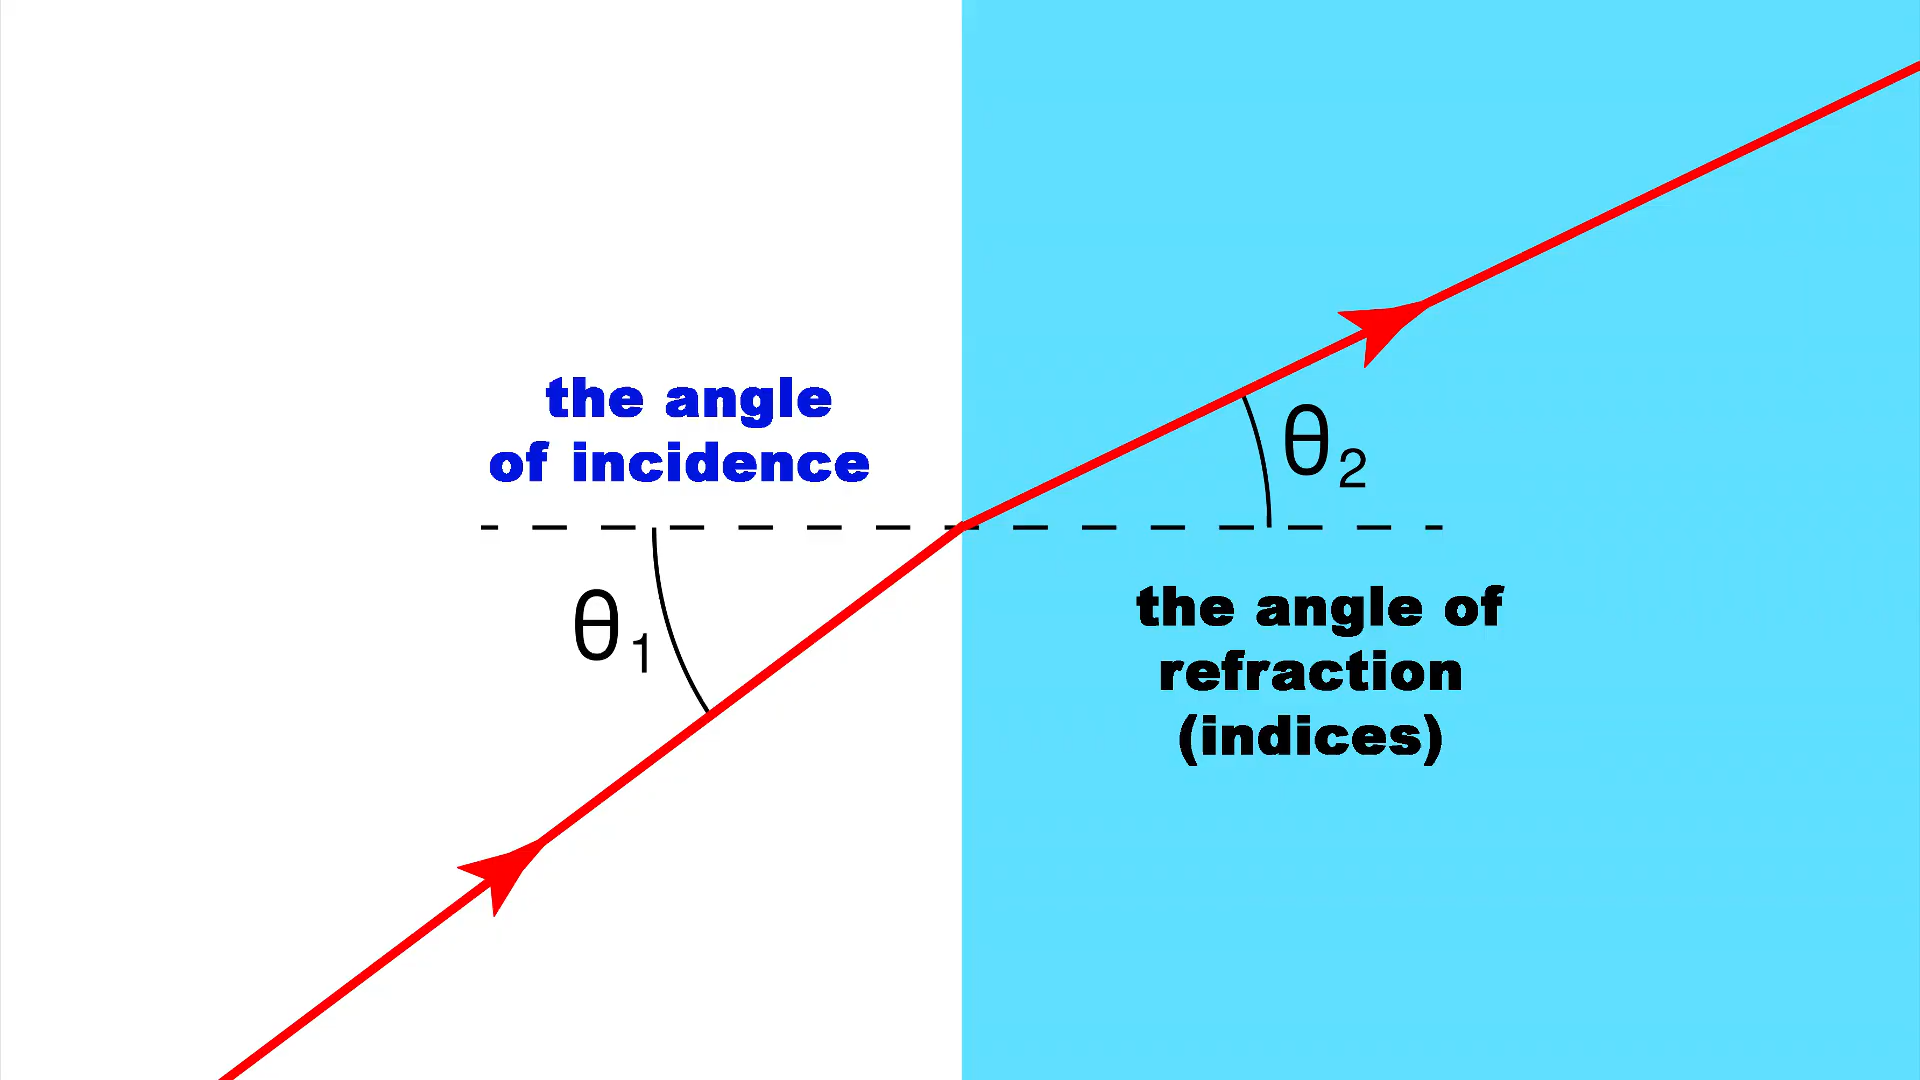 the angle
of incidence
θ₁
θ₂
the angle of
refraction
(indices)